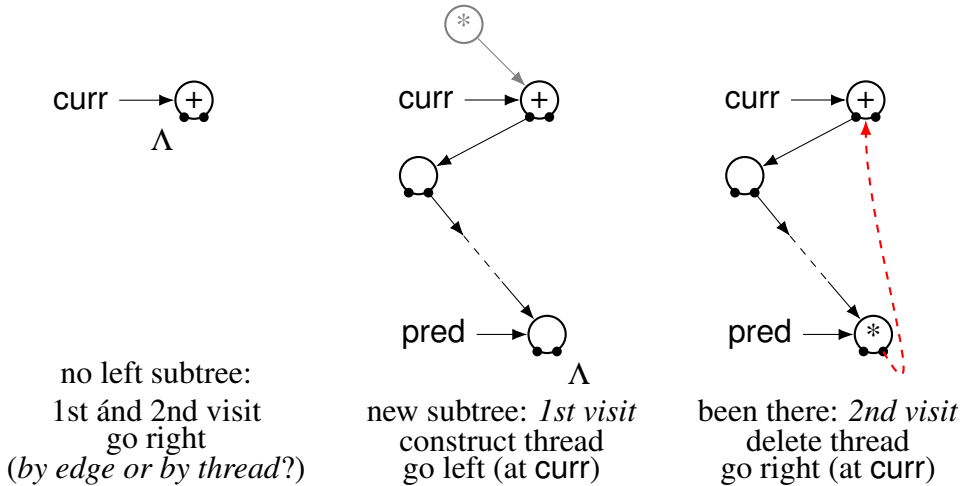 *
curr
+
Λ
curr
+
pred
Λ
curr
+
pred
*
no left subtree:
1st ánd 2nd visit
go right
(by edge or by thread?)
new subtree: 1st visit
construct thread
go left (at curr)
been there: 2nd visit
delete thread
go right (at curr)